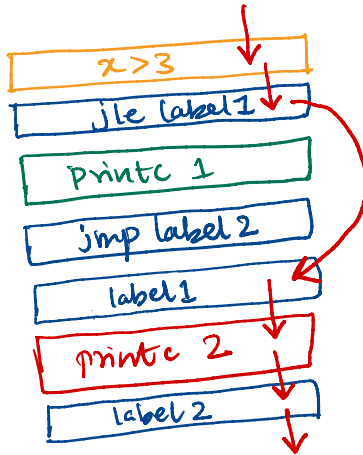 x>3
jle label1
printc 1
jmp label2
label1
printc 2
label2